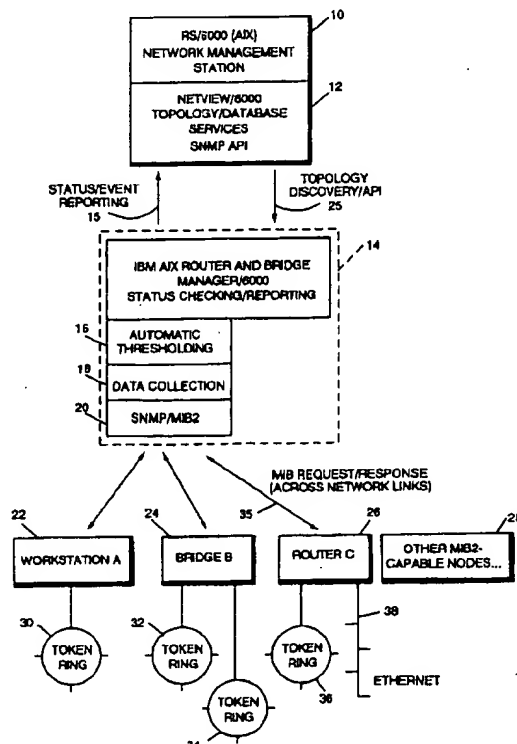 10
RS/6000 (AIX)
NETWORK MANAGEMENT
STATION
12
NETVIEW/6000
TOPOLOGY/DATABASE
SERVICES
SNMP API
STATUS/EVENT
REPORTING
15
TOPOLOGY
DISCOVERY/API
25
14
IBM AIX ROUTER AND BRIDGE
MANAGER/6000
STATUS CHECKING/REPORTING
16
AUTOMATIC
THRESHOLDING
18
DATA COLLECTION
20
SNMP/MIB2
MIB REQUEST/RESPONSE
(ACROSS NETWORK LINKS)
35
22
WORKSTATION A
24
BRIDGE B
26
ROUTER C
OTHER MIB2-
CAPABLE NODES...
30
TOKEN
RING
32
TOKEN
RING
TOKEN
RING
36
38
ETHERNET
TOKEN
RING